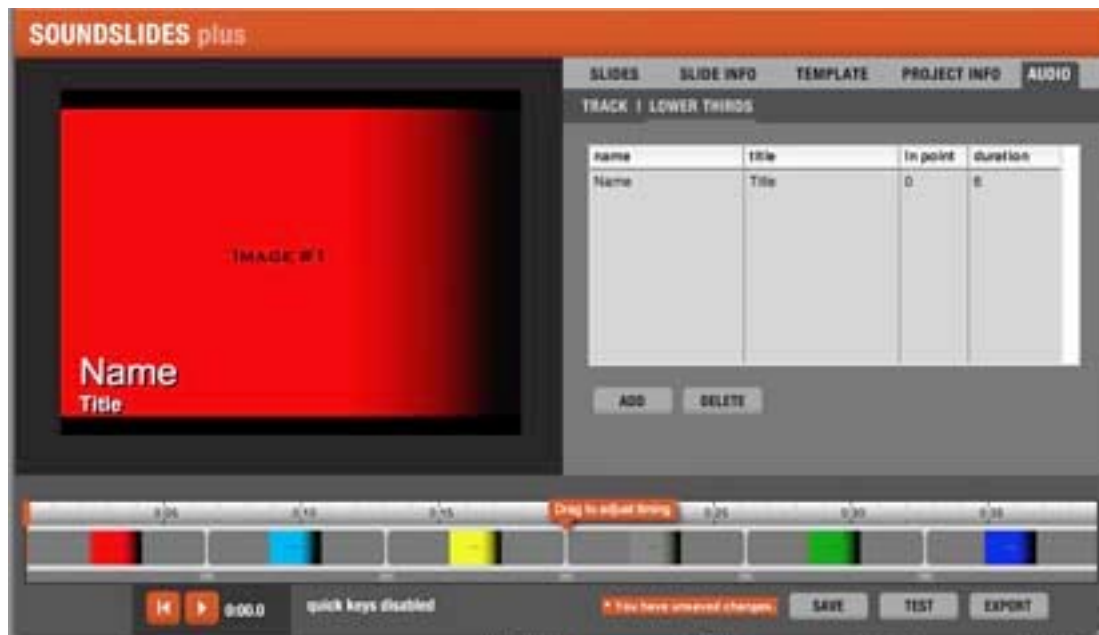 SOUNDSLIDES plus
SLIDES SLIDE INFO TEMPLATE PROJECT INFO AUDIO
TRACK | LOWER THIRDS
name title In point duration
Name Title 0 6
IMAGE #1
Name
Title
ADD DELETE
Drag to adjust timing
0:05 0:10 0:15 0:25 0:30 0:35
0:00.0 quick keys disabled
* You have unsaved changes. SAVE TEST EXPORT